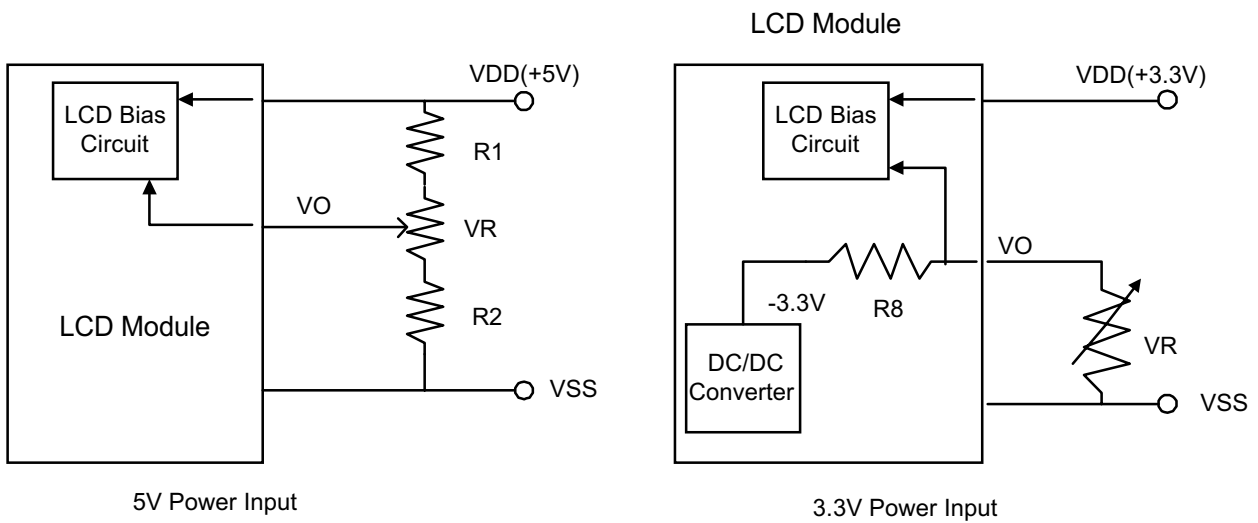 LCD Module
VDD(+5V)
LCD Bias
Circuit
R1
VO
VR
R2
LCD Module
VSS
5V Power Input
VDD(+3.3V)
LCD Bias
Circuit
VO
-3.3V
R8
DC/DC
Converter
VR
VSS
3.3V Power Input